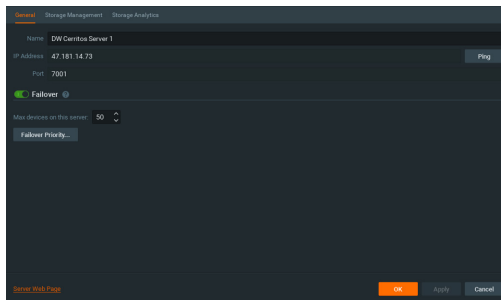 General Storage Management Storage Analytics
Name DW Cerritos Server 1
IP Address 47.181.14.73 Ping
Port 7001
Failover ?
Max devices on this server: 50
Failover Priority...
Server Web Page OK Apply Cancel